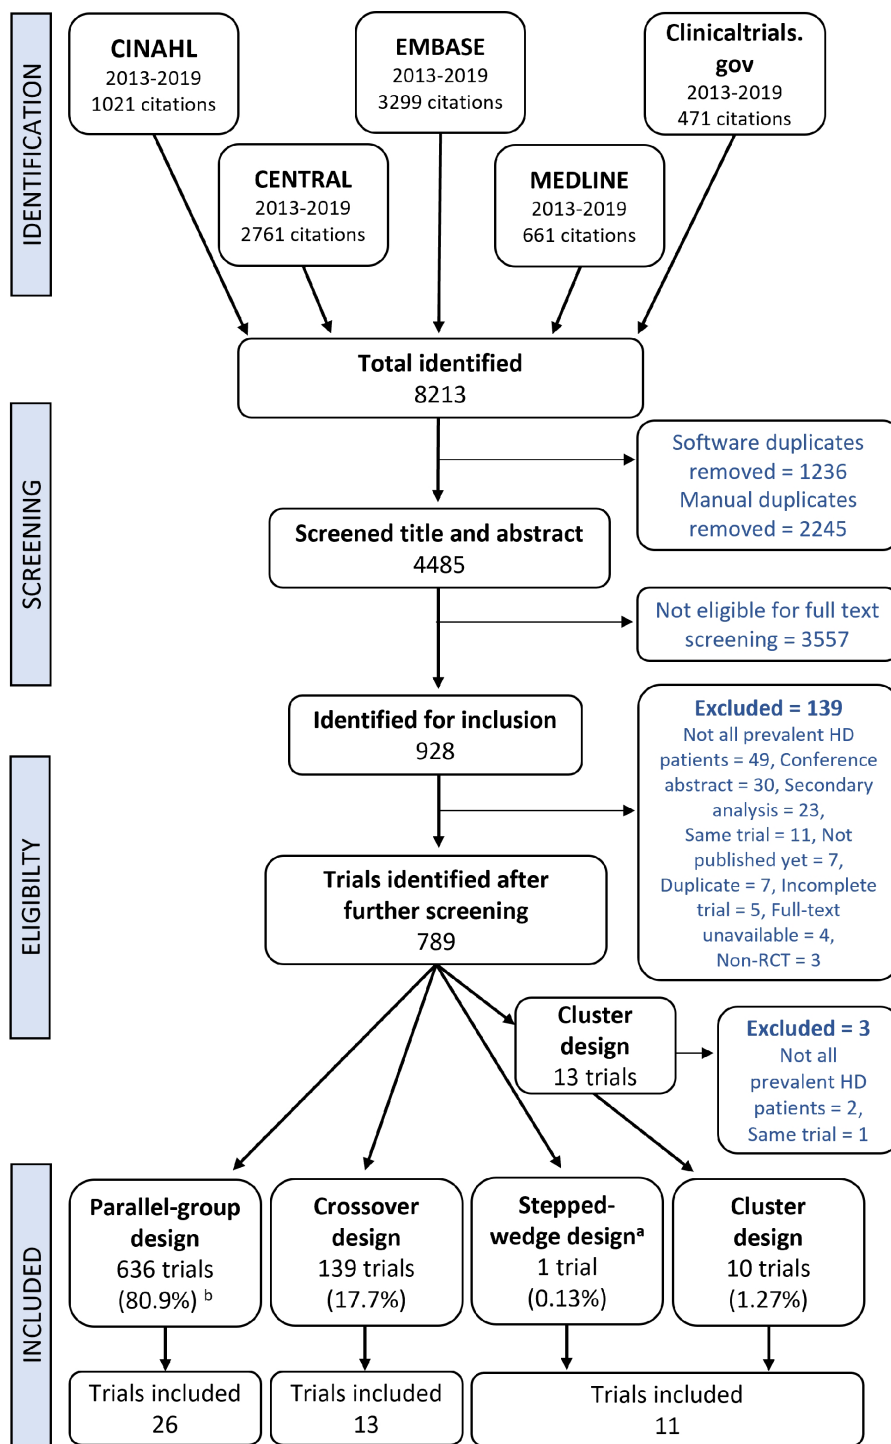 IDENTIFICATION
CINAHL
2013-2019
1021 citations
EMBASE
2013-2019
3299 citations
Clinicaltrials.
gov
2013-2019
471 citations
CENTRAL
2013-2019
2761 citations
MEDLINE
2013-2019
661 citations
Total identified
8213
SCREENING
Software duplicates
removed = 1236
Manual duplicates
removed = 2245
Screened title and abstract
4485
Not eligible for full text
screening = 3557
Identified for inclusion
928
ELIGIBILTY
Excluded = 139
Not all prevalent HD
patients = 49, Conference
abstract = 30, Secondary
analysis = 23,
Same trial = 11, Not
published yet = 7,
Duplicate = 7, Incomplete
trial = 5, Full-text
unavailable = 4,
Non-RCT = 3
Trials identified after
further screening
789
Cluster
design
13 trials
Excluded = 3
Not all
prevalent HD
patients = 2,
Same trial = 1
INCLUDED
Parallel-group
design
636 trials
(80.9%) b
Crossover
design
139 trials
(17.7%)
Stepped-
wedge designa
1 trial
(0.13%)
Cluster
design
10 trials
(1.27%)
Trials included
26
Trials included
13
Trials included
11